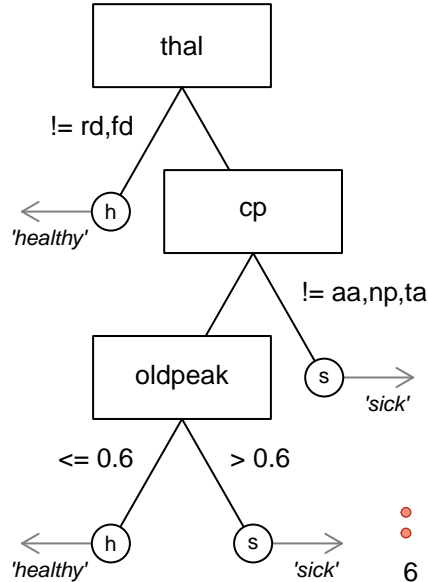 thal
!= rd,fd
h
'healthy'
cp
!= aa,np,ta
s
'sick'
oldpeak
<= 0.6
> 0.6
h
'healthy'
s
'sick'
6